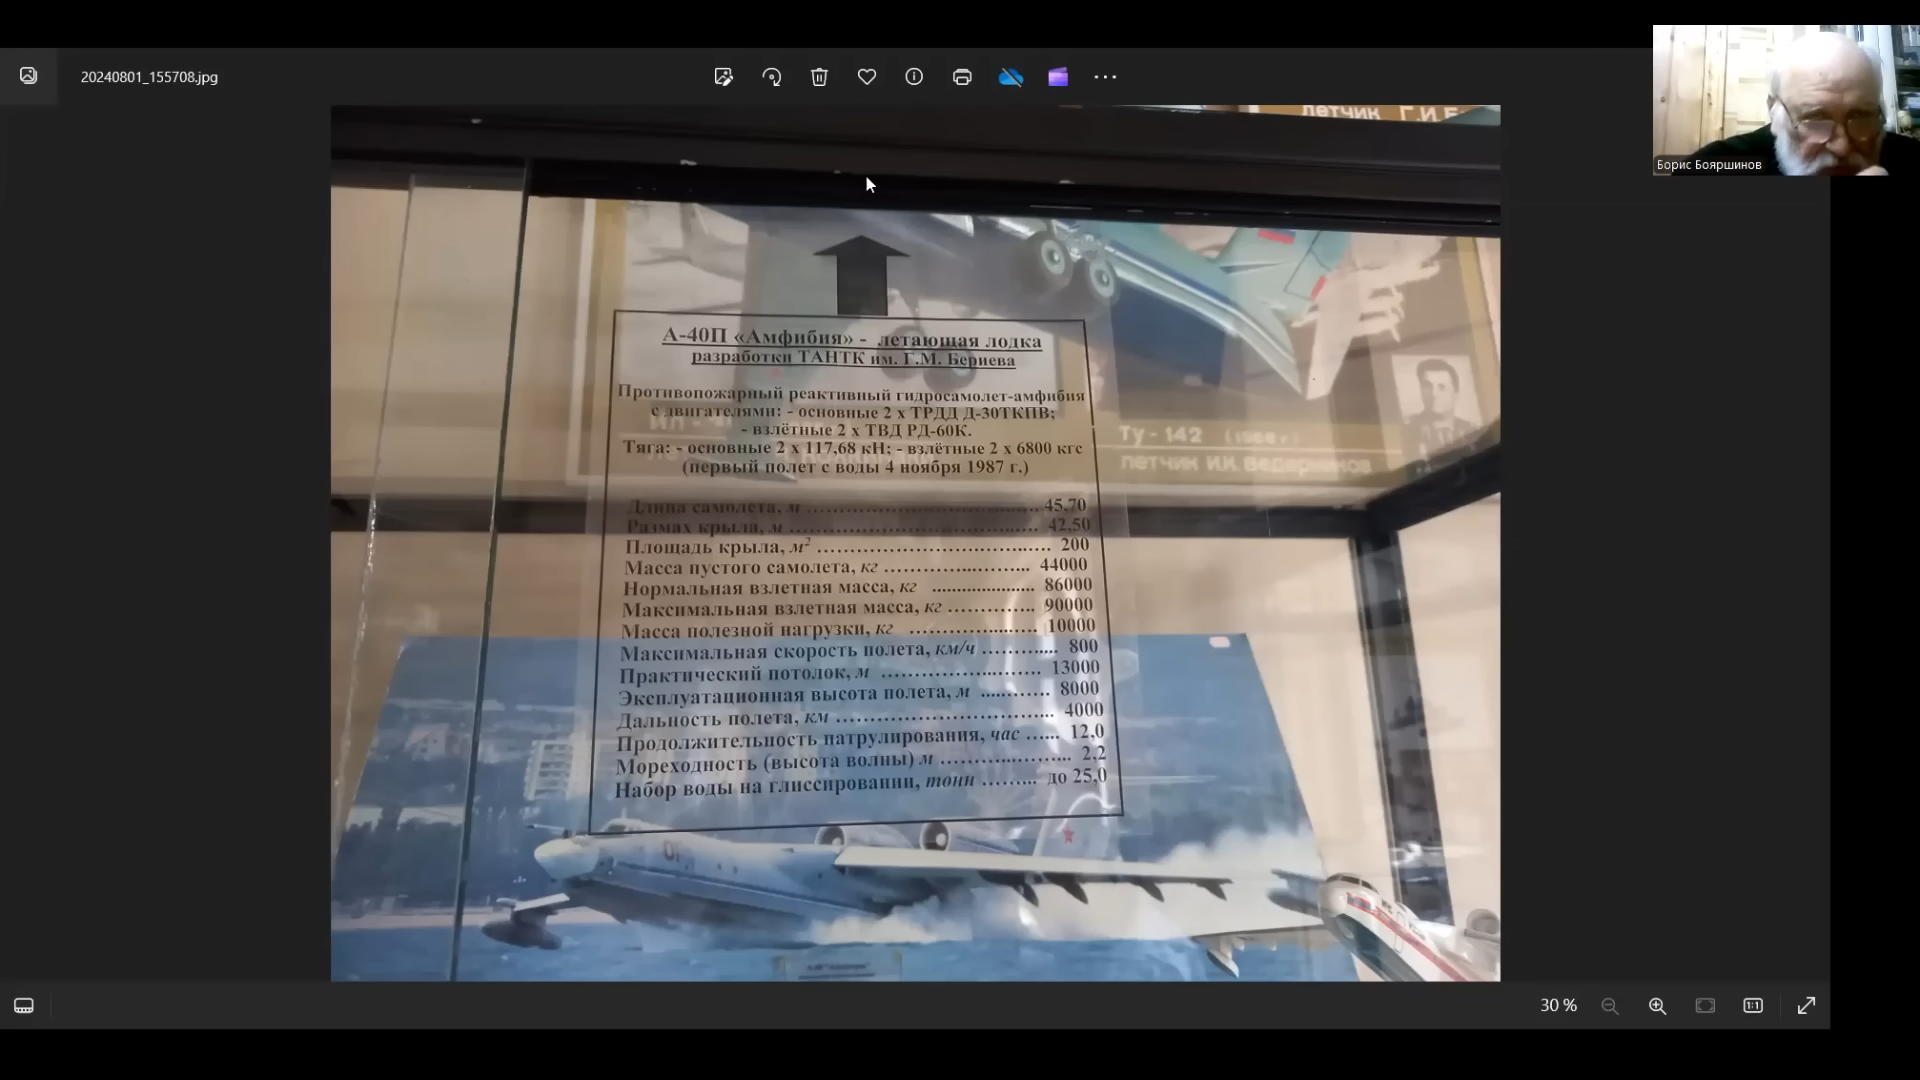 20240801_155708.jpg
Борис Бояршинов
летчик Г.И.
А-40П «Амфибия» - летающая лодка
разработки ТАНТК им. Г.М. Бериева
Противопожарный реактивный гидросамолет-амфибия
с двигателями: - основные 2 х ТРДД Д-30ТКПВ;
- взлётные 2 х ТВД РД-60К.
Тяга: - основные 2 х 117,68 кН; - взлётные 2 х 6800 кгс
(первый полет с воды 4 ноября 1987 г.)
Длина самолета, м ........................................ 45,70
Размах крыла, м ........................................ 42,50
Площадь крыла, м² ........................................ 200
Масса пустого самолета, кг ........................ 44000
Нормальная взлетная масса, кг ..................... 86000
Максимальная взлетная масса, кг .............. 90000
Масса полезной нагрузки, кг ..................... 10000
Максимальная скорость полета, км/ч ............ 800
Практический потолок, м ........................ 13000
Эксплуатационная высота полета, м ........... 8000
Дальность полета, км .............................. 4000
Продолжительность патрулирования, час ...... 12,0
Мореходность (высота волны) м .................. 2,2
Набор воды на глиссировании, тонн ......... до 25,0
Ту-142
летчик И.К. Ведерников
01
30 %
1:1